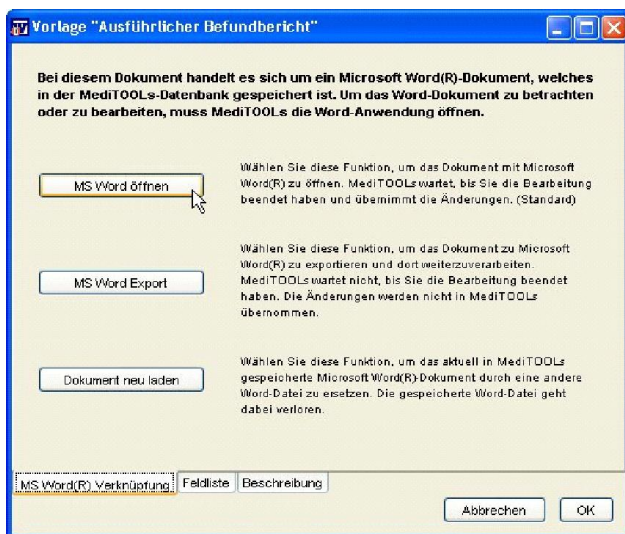 Vorlage "Ausführlicher Befundbericht"
Bei diesem Dokument handelt es sich um ein Microsoft Word(R)-Dokument, welches
in der MediTOOLs-Datenbank gespeichert ist. Um das Word-Dokument zu betrachten
oder zu bearbeiten, muss MediTOOLs die Word-Anwendung öffnen.
MS Word öffnen
Wählen Sie diese Funktion, um das Dokument mit Microsoft
Word(R) zu öffnen. MediTOOLs wartet, bis Sie die Bearbeitung
beendet haben und übernimmt die Änderungen. (Standard)
MS Word Export
Wählen Sie diese Funktion, um das Dokument zu Microsoft
Word(R) zu exportieren und dort weiterzuverarbeiten.
MediTOOLs wartet nicht, bis Sie die Bearbeitung beendet
haben. Die Änderungen werden nicht in MediTOOLs
übernommen.
Dokument neu laden
Wählen Sie diese Funktion, um das aktuell in MediTOOLs
gespeicherte Microsoft Word(R)-Dokument durch eine andere
Word-Datei zu ersetzen. Die gespeicherte Word-Datei geht
dabei verloren.
MS Word(R) Verknüpfung Feldliste Beschreibung
Abbrechen OK